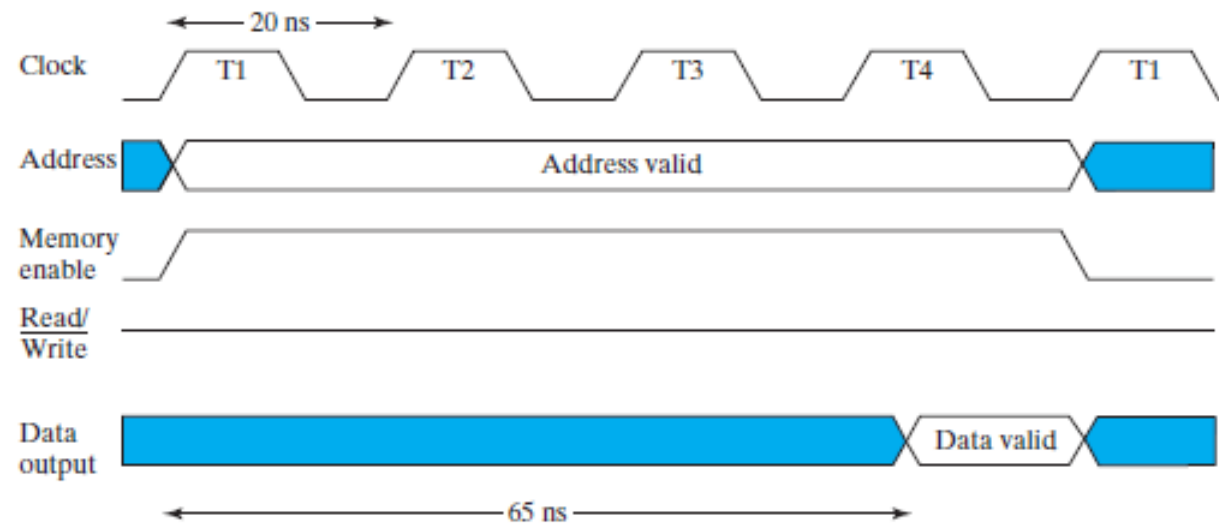 20 ns
Clock
T1 T2 T3 T4 T1
Address
Address valid
Memory
enable
Read/
Write
Data
output
Data valid
65 ns